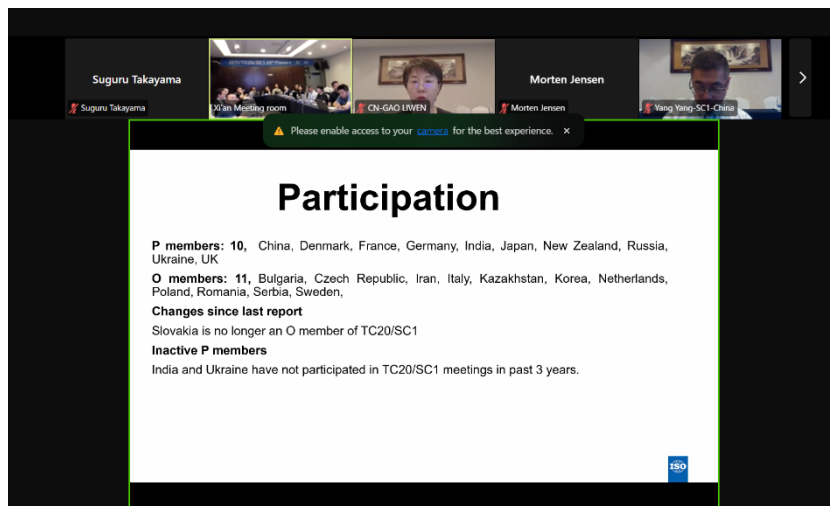 Suguru Takayama
Morten Jensen
Suguru Takayama
Xi'an Meeting room
CN-GAO LIWEN
Morten Jensen
Yang Yang-SC1-China
Please enable access to your camera for the best experience.
Participation
P members: 10, China, Denmark, France, Germany, India, Japan, New Zealand, Russia,
Ukraine, UK
O members: 11, Bulgaria, Czech Republic, Iran, Italy, Kazakhstan, Korea, Netherlands,
Poland, Romania, Serbia, Sweden,
Changes since last report
Slovakia is no longer an O member of TC20/SC1
Inactive P members
India and Ukraine have not participated in TC20/SC1 meetings in past 3 years.
ISO